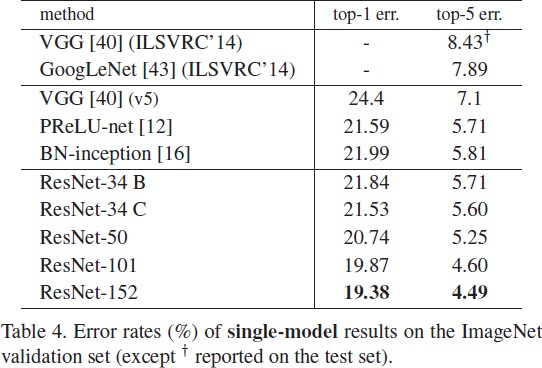 method top-1 err. top-5 err.
VGG [40] (ILSVRC’14) - 8.43†
GoogLeNet [43] (ILSVRC’14) - 7.89
VGG [40] (v5) 24.4 7.1
PReLU-net [12] 21.59 5.71
BN-inception [16] 21.99 5.81
ResNet-34 B 21.84 5.71
ResNet-34 C 21.53 5.60
ResNet-50 20.74 5.25
ResNet-101 19.87 4.60
ResNet-152 19.38 4.49
Table 4. Error rates (%) of single-model results on the ImageNet
validation set (except † reported on the test set).